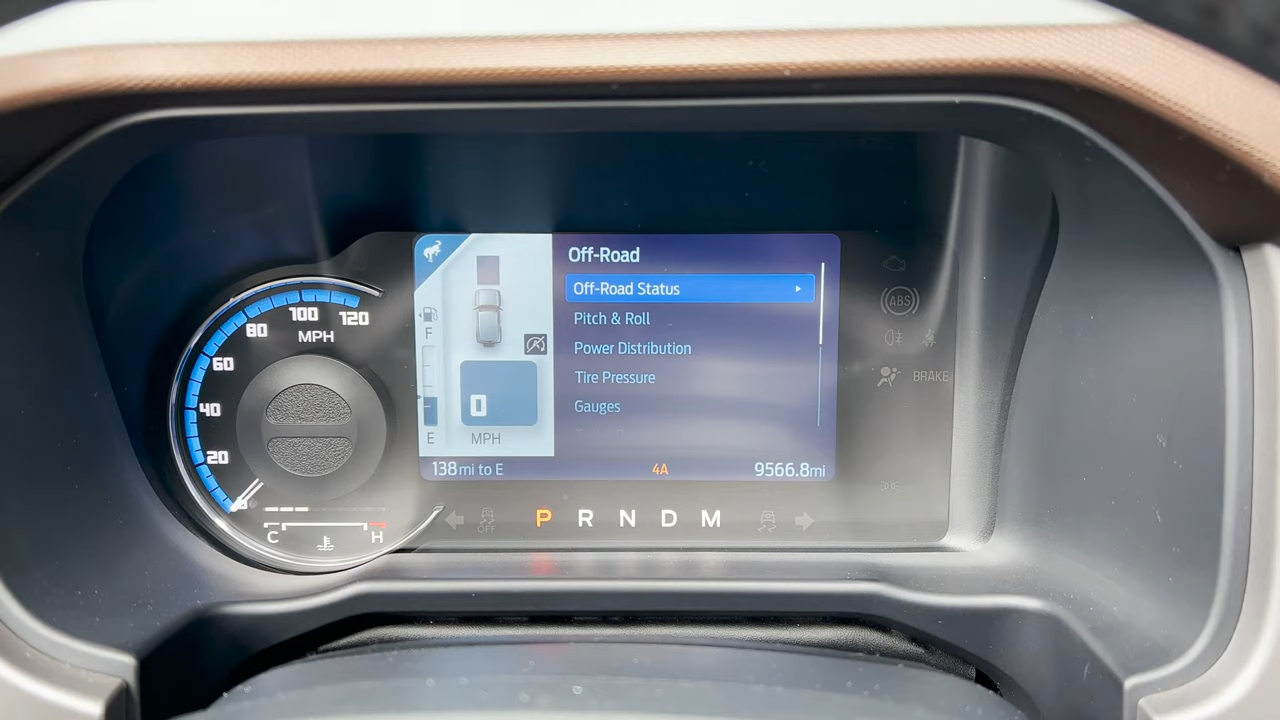 Off-Road
Off-Road Status
Pitch & Roll
Power Distribution
Tire Pressure
Gauges
F
E
0
MPH
138mi to E
4A
9566.8mi
120
100
80
60
40
20
0
MPH
C
H
P R N D M
OFF
ABS
BRAKE